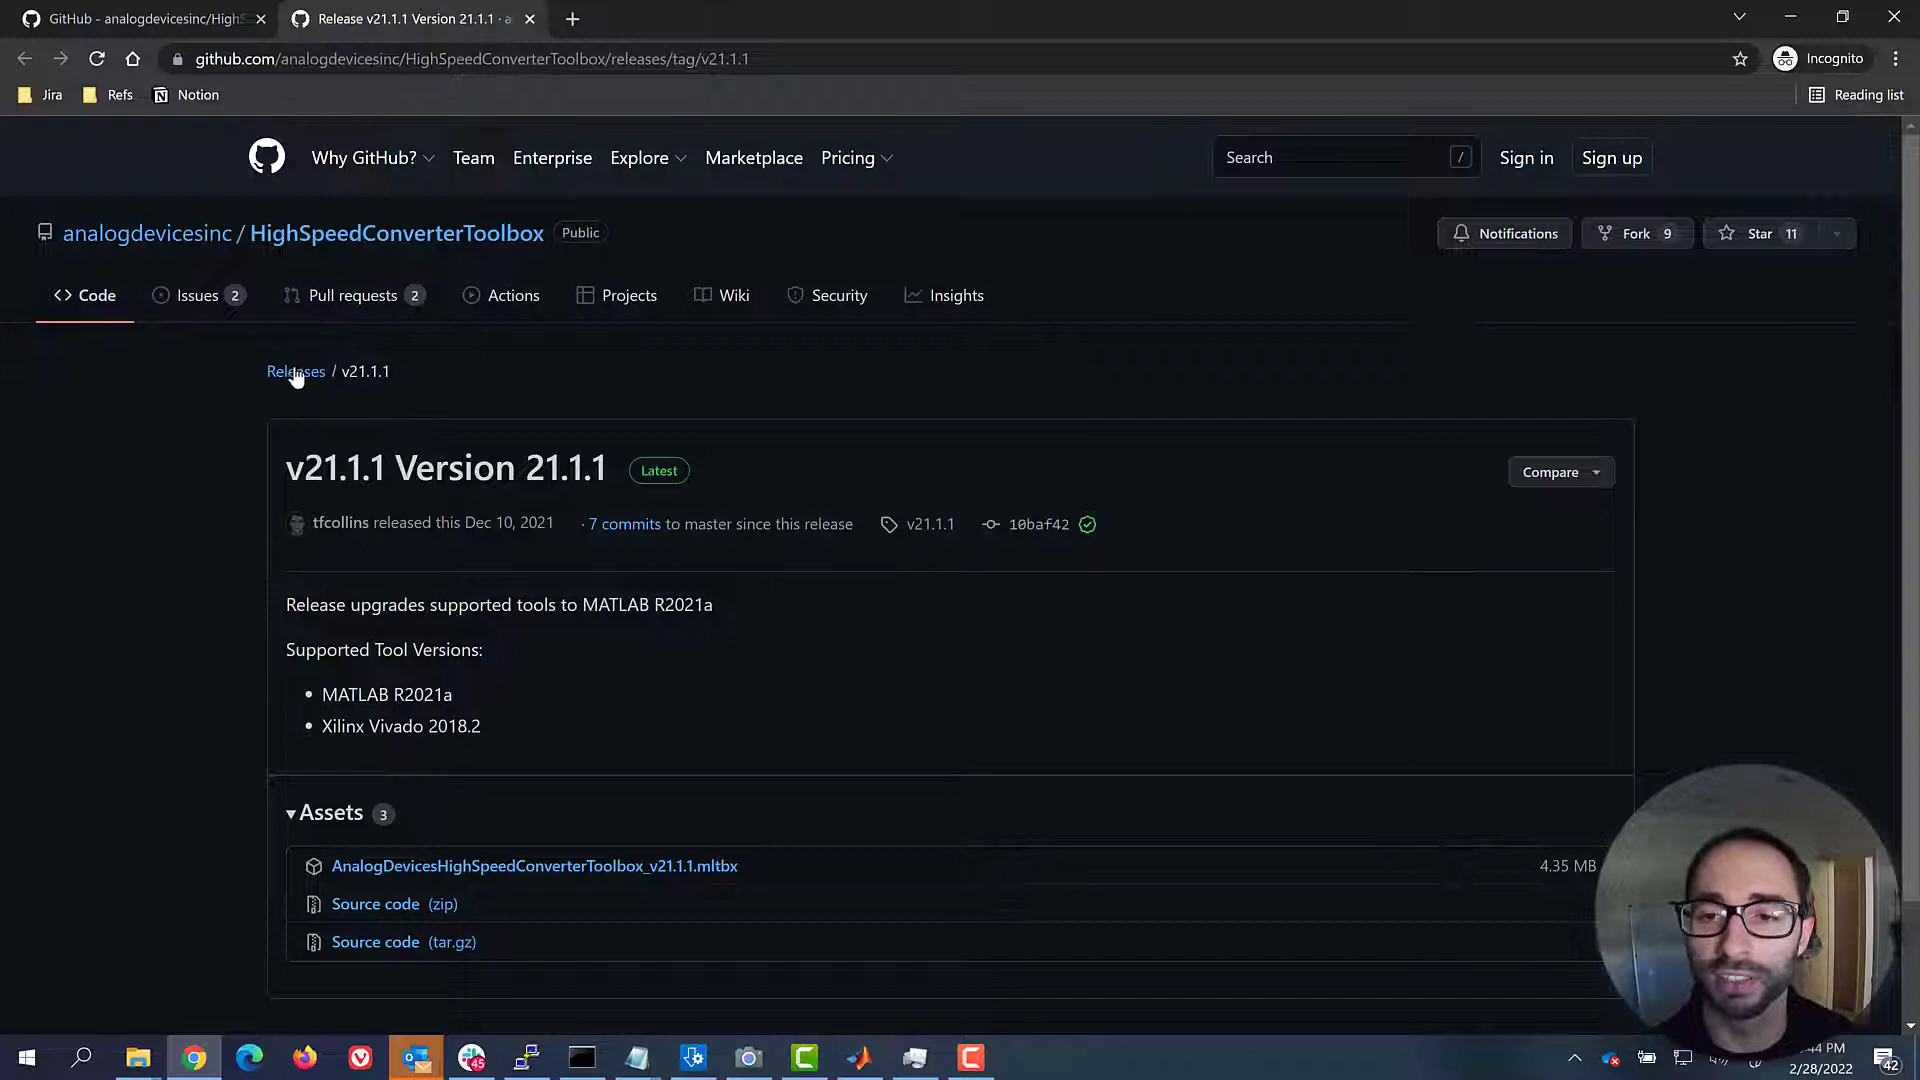 GitHub - analogdevicesinc/High
Release v21.1.1 Version 21.1.1 · a
github.com/analogdevicesinc/HighSpeedConverterToolbox/releases/tag/v21.1.1
Incognito
Jira
Refs
Notion
Reading list
Why GitHub?
Team
Enterprise
Explore
Marketplace
Pricing
Search
/
Sign in
Sign up
analogdevicesinc / HighSpeedConverterToolbox
Public
Notifications
Fork 9
Star 11
<> Code
Issues 2
Pull requests 2
Actions
Projects
Wiki
Security
Insights
Releases / v21.1.1
v21.1.1 Version 21.1.1
Latest
Compare
tfcollins released this Dec 10, 2021
· 7 commits to master since this release
v21.1.1
10baf42
Release upgrades supported tools to MATLAB R2021a
Supported Tool Versions:
• MATLAB R2021a
• Xilinx Vivado 2018.2
Assets 3
AnalogDevicesHighSpeedConverterToolbox_v21.1.1.mltbx
4.35 MB
Source code (zip)
Source code (tar.gz)
45
:44 PM
2/28/2022
42